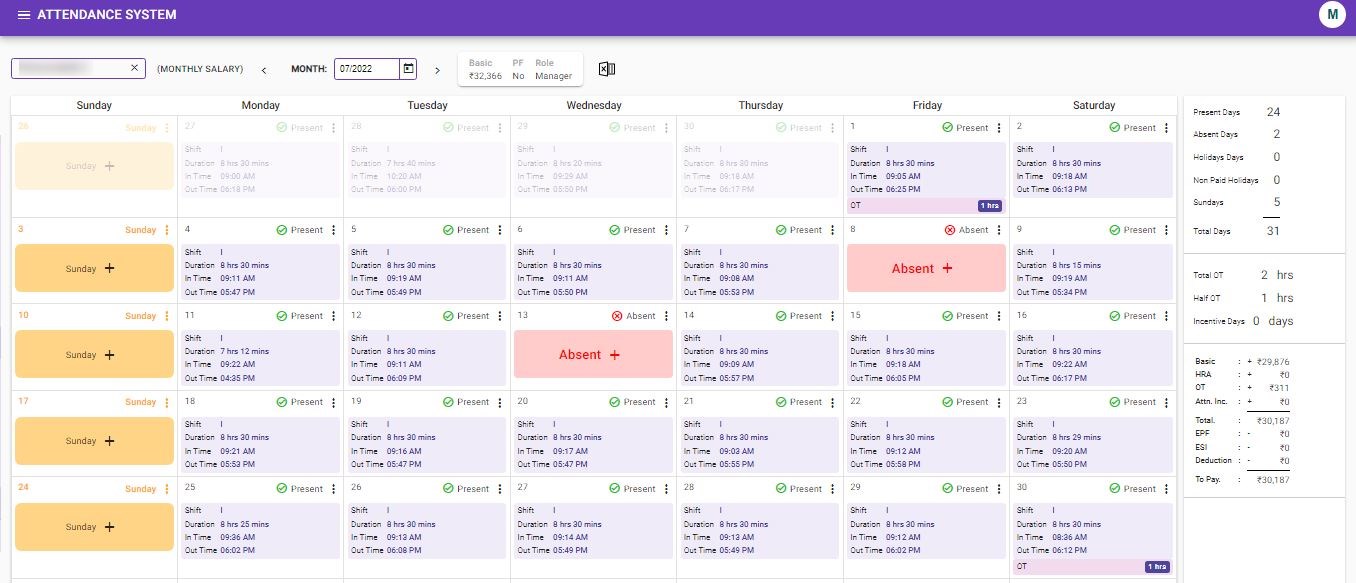 ATTENDANCE SYSTEM M
(MONTHLY SALARY) MONTH: 07/2022
Basic PF Role
₹32,366 No Manager
Sunday Monday Tuesday Wednesday Thursday Friday Saturday
26 Sunday 27 Present 28 Present 29 Present 30 Present 1 Present 2 Present
Sunday +
Shift I Shift I Shift I Shift I Shift I Shift I
Duration 8 hrs 30 mins Duration 7 hrs 40 mins Duration 8 hrs 20 mins Duration 8 hrs 30 mins Duration 8 hrs 30 mins Duration 8 hrs 30 mins
In Time 09:00 AM In Time 10:20 AM In Time 09:29 AM In Time 09:18 AM In Time 09:05 AM In Time 09:18 AM
Out Time 06:18 PM Out Time 06:00 PM Out Time 05:50 PM Out Time 06:17 PM Out Time 06:25 PM Out Time 06:13 PM
OT 1 hrs
3 Sunday 4 Present 5 Present 6 Present 7 Present 8 Absent 9 Present
Shift I Shift I Shift I Shift I Shift I
Sunday + Duration 8 hrs 30 mins Duration 8 hrs 30 mins Duration 8 hrs 30 mins Duration 8 hrs 30 mins Absent + Duration 8 hrs 15 mins
In Time 09:11 AM In Time 09:19 AM In Time 09:11 AM In Time 09:08 AM In Time 09:19 AM
Out Time 05:47 PM Out Time 05:49 PM Out Time 05:50 PM Out Time 05:53 PM Out Time 05:34 PM
10 Sunday 11 Present 12 Present 13 Absent 14 Present 15 Present 16 Present
Shift I Shift I Shift I Shift I Shift I
Sunday + Duration 7 hrs 12 mins Duration 8 hrs 30 mins Absent + Duration 8 hrs 30 mins Duration 8 hrs 30 mins Duration 8 hrs 30 mins
In Time 09:22 AM In Time 09:11 AM In Time 09:09 AM In Time 09:18 AM In Time 09:22 AM
Out Time 04:35 PM Out Time 06:09 PM Out Time 05:57 PM Out Time 06:05 PM Out Time 06:17 PM
17 Sunday 18 Present 19 Present 20 Present 21 Present 22 Present 23 Present
Shift I Shift I Shift I Shift I Shift I Shift I
Sunday + Duration 8 hrs 30 mins Duration 8 hrs 30 mins Duration 8 hrs 30 mins Duration 8 hrs 30 mins Duration 8 hrs 30 mins Duration 8 hrs 29 mins
In Time 09:21 AM In Time 09:16 AM In Time 09:17 AM In Time 09:03 AM In Time 09:12 AM In Time 09:20 AM
Out Time 05:53 PM Out Time 05:47 PM Out Time 05:47 PM Out Time 05:55 PM Out Time 05:58 PM Out Time 05:50 PM
24 Sunday 25 Present 26 Present 27 Present 28 Present 29 Present 30 Present
Shift I Shift I Shift I Shift I Shift I Shift I
Sunday + Duration 8 hrs 25 mins Duration 8 hrs 30 mins Duration 8 hrs 30 mins Duration 8 hrs 30 mins Duration 8 hrs 30 mins Duration 8 hrs 30 mins
In Time 09:36 AM In Time 09:13 AM In Time 09:14 AM In Time 09:13 AM In Time 09:12 AM In Time 08:36 AM
Out Time 06:02 PM Out Time 06:08 PM Out Time 05:49 PM Out Time 05:49 PM Out Time 06:02 PM Out Time 06:12 PM
OT 1 hrs
Present Days 24
Absent Days 2
Holidays Days 0
Non Paid Holidays 0
Sundays 5
Total Days 31
Total OT 2 hrs
Half OT 1 hrs
Incentive Days 0 days
Basic : + ₹29,876
HRA : + ₹0
OT : + ₹311
Attn. Inc. : + ₹0
Total. : ₹30,187
EPF : - ₹0
ESI : - ₹0
Deduction : - ₹0
To Pay. : ₹30,187